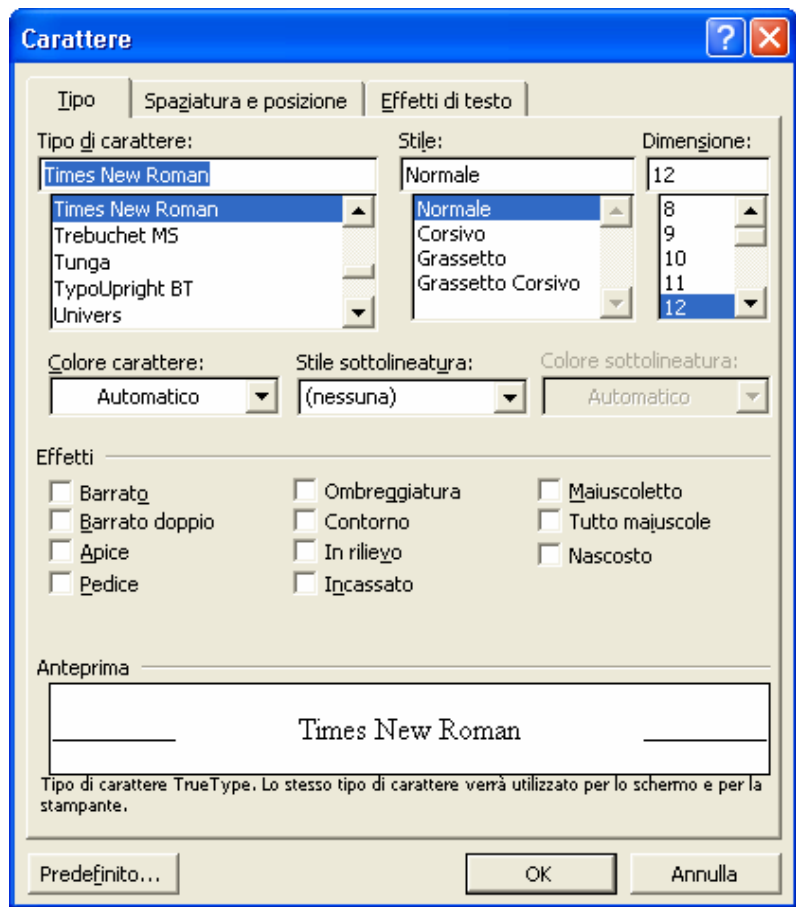 Carattere
Tipo Spaziatura e posizione Effetti di testo
Tipo di carattere: Stile: Dimensione:
Times New Roman Normale 12
Times New Roman Normale 8
Trebuchet MS Corsivo 9
Tunga Grassetto 10
TypoUpright BT Grassetto Corsivo 11
Univers 12
Colore carattere: Stile sottolineatura: Colore sottolineatura:
Automatico (nessuna) Automatico
Effetti
Barrato Ombreggiatura Maiuscoletto
Barrato doppio Contorno Tutto maiuscole
Apice In rilievo Nascosto
Pedice Incassato
Anteprima
Times New Roman
Tipo di carattere TrueType. Lo stesso tipo di carattere verrà utilizzato per lo schermo e per la
stampante.
Predefinito... OK Annulla